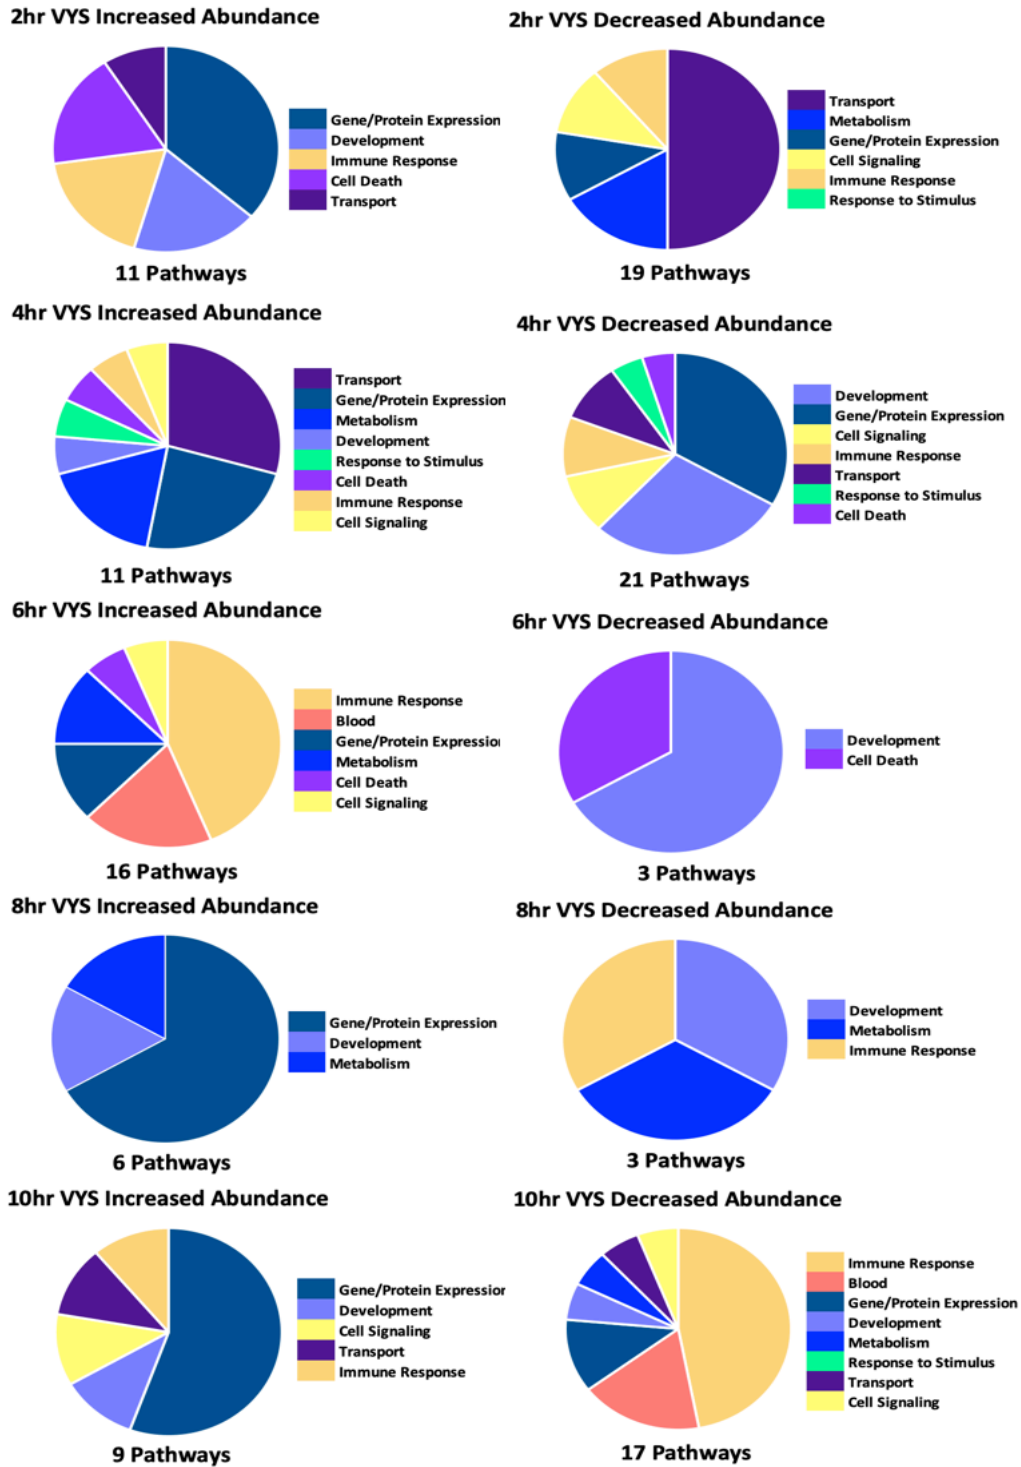 2hr VYS Increased Abundance
Gene/Protein Expression
Development
Immune Response
Cell Death
Transport
11 Pathways
2hr VYS Decreased Abundance
Transport
Metabolism
Gene/Protein Expression
Cell Signaling
Immune Response
Response to Stimulus
19 Pathways
4hr VYS Increased Abundance
Transport
Gene/Protein Expression
Metabolism
Development
Response to Stimulus
Cell Death
Immune Response
Cell Signaling
11 Pathways
4hr VYS Decreased Abundance
Development
Gene/Protein Expression
Cell Signaling
Immune Response
Transport
Response to Stimulus
Cell Death
21 Pathways
6hr VYS Increased Abundance
Immune Response
Blood
Gene/Protein Expressio
Metabolism
Cell Death
Cell Signaling
16 Pathways
6hr VYS Decreased Abundance
Development
Cell Death
3 Pathways
8hr VYS Increased Abundance
Gene/Protein Expression
Development
Metabolism
6 Pathways
8hr VYS Decreased Abundance
Development
Metabolism
Immune Response
3 Pathways
10hr VYS Increased Abundance
Gene/Protein Expression
Development
Cell Signaling
Transport
Immune Response
9 Pathways
10hr VYS Decreased Abundance
Immune Response
Blood
Gene/Protein Expression
Development
Metabolism
Response to Stimulus
Transport
Cell Signaling
17 Pathways